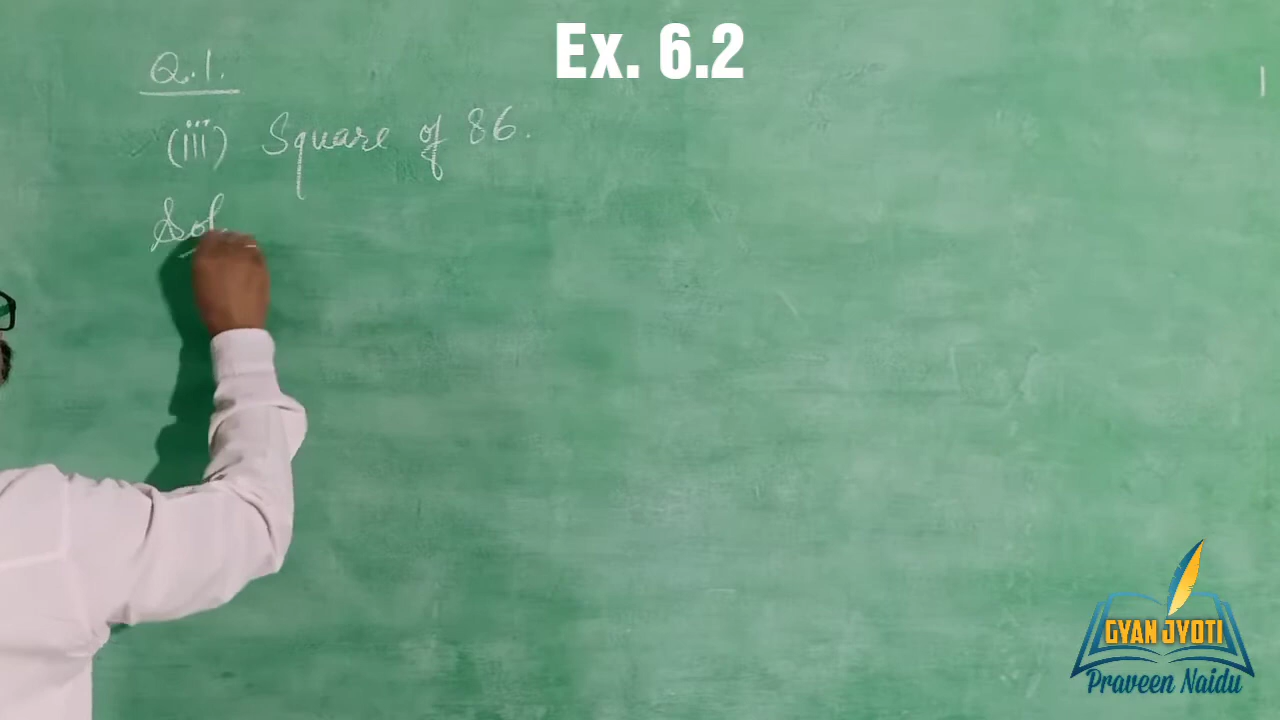 Ex. 6.2
Q.1.
(iii) Square of 86.
Sol.
GYAN JYOTI
Praveen Naidu